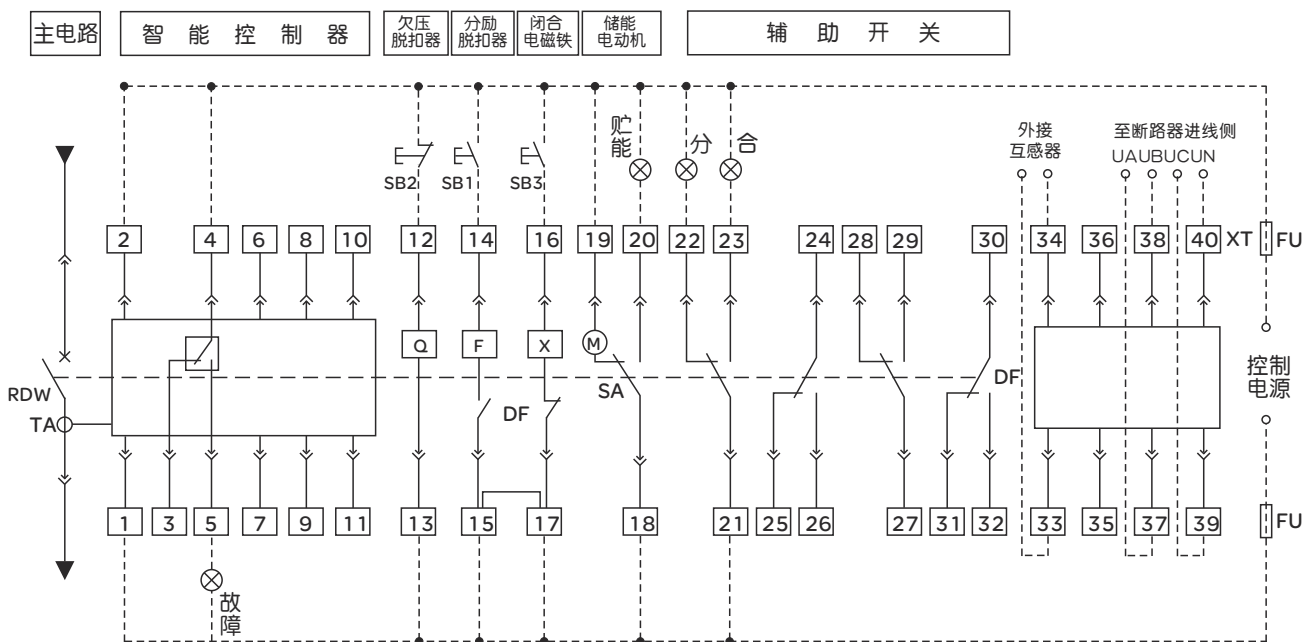 主电路
智能控制器
欠压
脱扣器
分励
脱扣器
闭合
电磁铁
储能
电动机
辅助开关
贮能
分
合
外接
互感器
至断路器进线侧
UAUBUCUN
SB2
SB1
SB3
2 4 6 8 10 12 14 16 19 20 22 23 24 28 29 30 34 36 38 40 XT FU
Q F X M
RDW
TA
DF
SA
DF
控制
电源
1 3 5 7 9 11 13 15 17 18 21 25 26 27 31 32 33 35 37 39 FU
故障